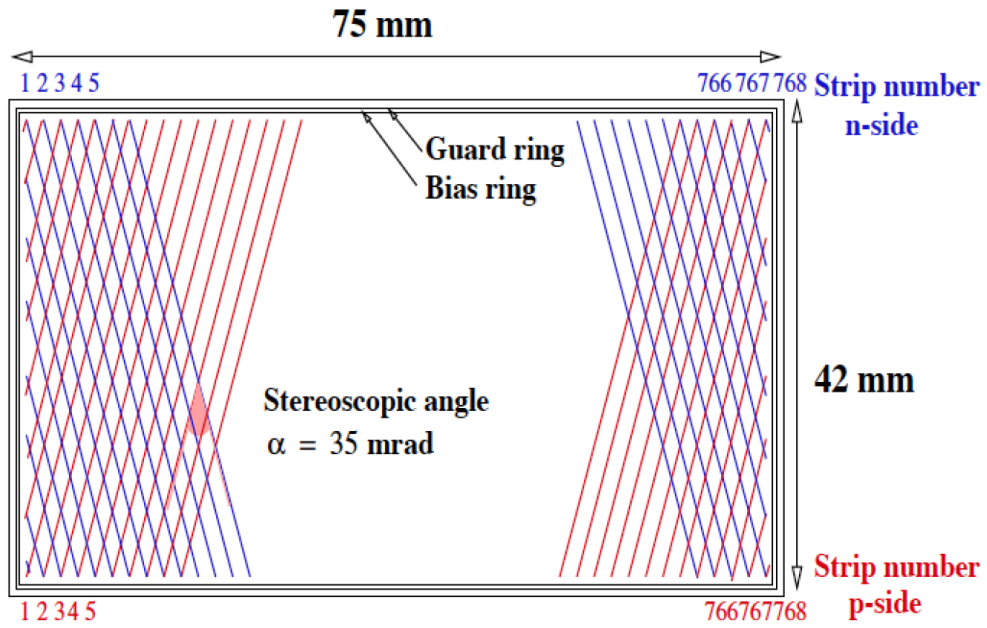 75 mm
1 2 3 4 5
766 767 768
Strip number
n-side
Guard ring
Bias ring
42 mm
Stereoscopic angle
α = 35 mrad
Strip number
p-side
1 2 3 4 5
766767768